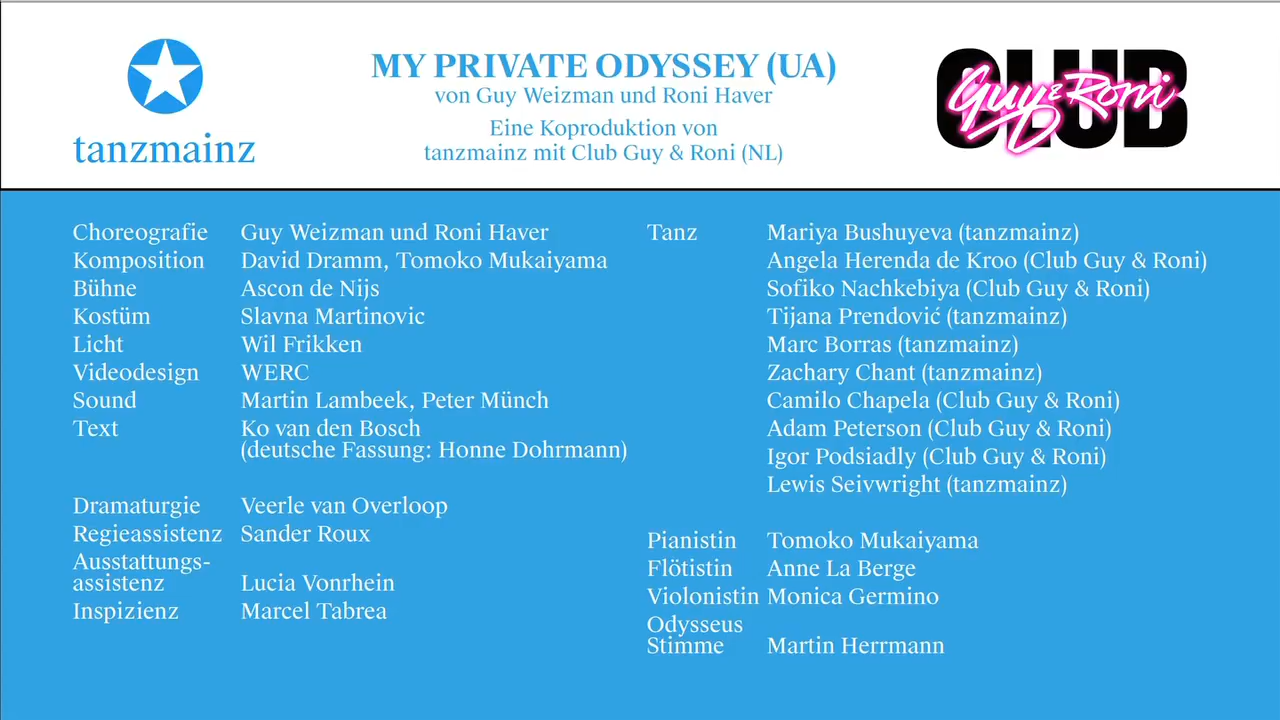 tanzmainz
MY PRIVATE ODYSSEY (UA)
von Guy Weizman und Roni Haver
Eine Koproduktion von
tanzmainz mit Club Guy & Roni (NL)
CLUB
Guy & Roni
Choreografie Guy Weizman und Roni Haver
Komposition David Dramm, Tomoko Mukaiyama
Bühne Ascon de Nijs
Kostüm Slavna Martinovic
Licht Wil Frikken
Videodesign WERC
Sound Martin Lambeek, Peter Münch
Text Ko van den Bosch
(deutsche Fassung: Honne Dohrmann)
Dramaturgie Veerle van Overloop
Regieassistenz Sander Roux
Ausstattungs-
assistenz Lucia Vonrhein
Inspizienz Marcel Tabrea
Tanz Mariya Bushuyeva (tanzmainz)
Angela Herenda de Kroo (Club Guy & Roni)
Sofiko Nachkebiya (Club Guy & Roni)
Tijana Prendović (tanzmainz)
Marc Borras (tanzmainz)
Zachary Chant (tanzmainz)
Camilo Chapela (Club Guy & Roni)
Adam Peterson (Club Guy & Roni)
Igor Podsiadly (Club Guy & Roni)
Lewis Seivwright (tanzmainz)
Pianistin Tomoko Mukaiyama
Flötistin Anne La Berge
Violonistin Monica Germino
Odysseus
Stimme Martin Herrmann